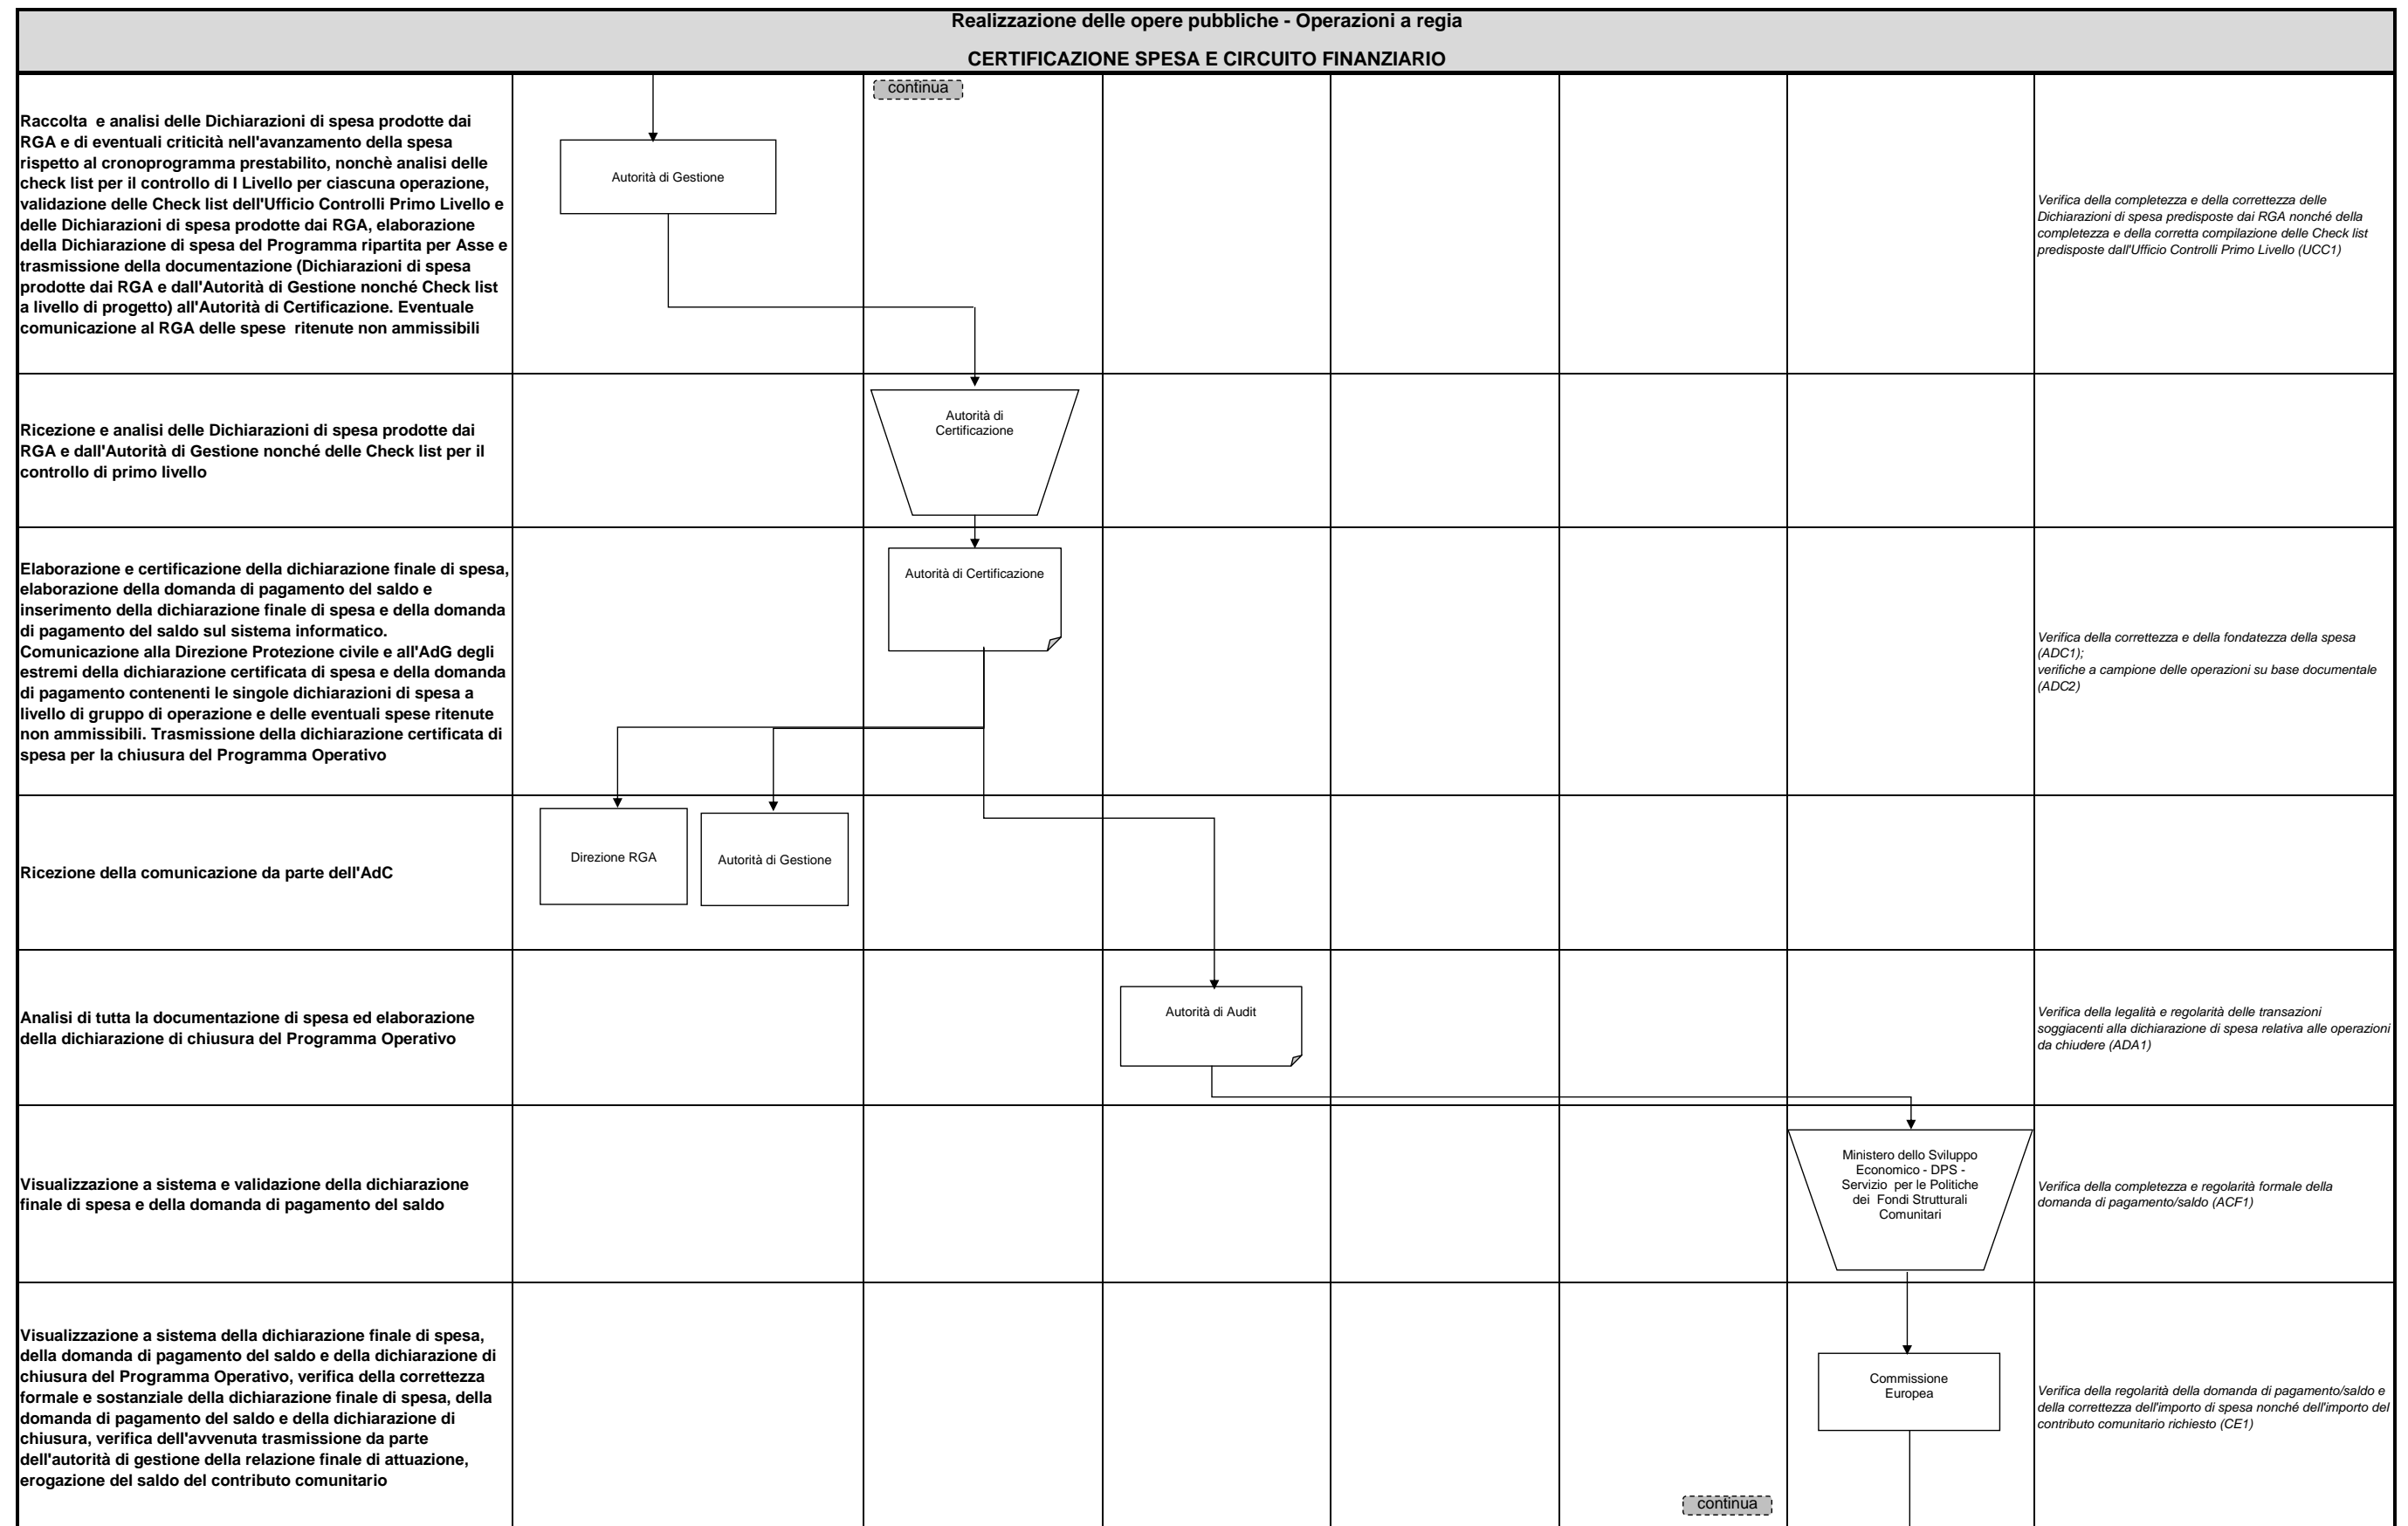 Realizzazione delle opere pubbliche - Operazioni a regia
CERTIFICAZIONE SPESA E CIRCUITO FINANZIARIO
continua
Raccolta e analisi delle Dichiarazioni di spesa prodotte dai
RGA e di eventuali criticità nell'avanzamento della spesa
rispetto al cronoprogramma prestabilito, nonchè analisi delle
check list per il controllo di I Livello per ciascuna operazione,
validazione delle Check list dell'Ufficio Controlli Primo Livello e
delle Dichiarazioni di spesa prodotte dai RGA, elaborazione
della Dichiarazione di spesa del Programma ripartita per Asse e
trasmissione della documentazione (Dichiarazioni di spesa
prodotte dai RGA e dall'Autorità di Gestione nonché Check list
a livello di progetto) all'Autorità di Certificazione. Eventuale
comunicazione al RGA delle spese ritenute non ammissibili
Autorità di Gestione
Verifica della completezza e della correttezza delle
Dichiarazioni di spesa predisposte dai RGA nonché della
completezza e della corretta compilazione delle Check list
predisposte dall'Ufficio Controlli Primo Livello (UCC1)
Ricezione e analisi delle Dichiarazioni di spesa prodotte dai
RGA e dall'Autorità di Gestione nonché delle Check list per il
controllo di primo livello
Autorità di
Certificazione
Elaborazione e certificazione della dichiarazione finale di spesa,
elaborazione della domanda di pagamento del saldo e
inserimento della dichiarazione finale di spesa e della domanda
di pagamento del saldo sul sistema informatico.
Comunicazione alla Direzione Protezione civile e all'AdG degli
estremi della dichiarazione certificata di spesa e della domanda
di pagamento contenenti le singole dichiarazioni di spesa a
livello di gruppo di operazione e delle eventuali spese ritenute
non ammissibili. Trasmissione della dichiarazione certificata di
spesa per la chiusura del Programma Operativo
Autorità di Certificazione
Verifica della correttezza e della fondatezza della spesa
(ADC1);
verifiche a campione delle operazioni su base documentale
(ADC2)
Ricezione della comunicazione da parte dell'AdC
Direzione RGA
Autorità di Gestione
Analisi di tutta la documentazione di spesa ed elaborazione
della dichiarazione di chiusura del Programma Operativo
Autorità di Audit
Verifica della legalità e regolarità delle transazioni
soggiacenti alla dichiarazione di spesa relativa alle operazioni
da chiudere (ADA1)
Visualizzazione a sistema e validazione della dichiarazione
finale di spesa e della domanda di pagamento del saldo
Ministero dello Sviluppo
Economico - DPS -
Servizio per le Politiche
dei Fondi Strutturali
Comunitari
Verifica della completezza e regolarità formale della
domanda di pagamento/saldo (ACF1)
Visualizzazione a sistema della dichiarazione finale di spesa,
della domanda di pagamento del saldo e della dichiarazione di
chiusura del Programma Operativo, verifica della correttezza
formale e sostanziale della dichiarazione finale di spesa, della
domanda di pagamento del saldo e della dichiarazione di
chiusura, verifica dell'avvenuta trasmissione da parte
dell'autorità di gestione della relazione finale di attuazione,
erogazione del saldo del contributo comunitario
Commissione
Europea
Verifica della regolarità della domanda di pagamento/saldo e
della correttezza dell'importo di spesa nonché dell'importo del
contributo comunitario richiesto (CE1)
continua